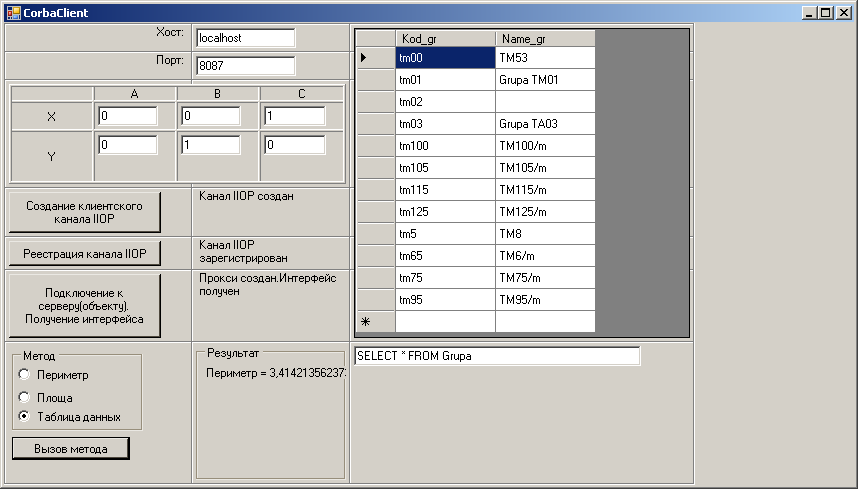 CorbaClient
Хост:
localhost
Порт:
8087
A B C
X 0 0 1
Y 0 1 0
Создание клиентского
канала IIOP
Канал IIOP создан
Реестрация канала IIOP
Канал IIOP
зарегистрирован
Подключение к
серверу(объекту).
Получение интерфейса
Прокси создан.Интерфейс
получен
Метод
Периметр
Площа
Таблица данных
Вызов метода
Результат
Периметр = 3,41421356237
Kod_gr Name_gr
tm00 TM53
tm01 Grupa TM01
tm02
tm03 Grupa TA03
tm100 TM100/m
tm105 TM105/m
tm115 TM115/m
tm125 TM125/m
tm5 TM8
tm65 TM6/m
tm75 TM75/m
tm95 TM95/m
SELECT * FROM Grupa